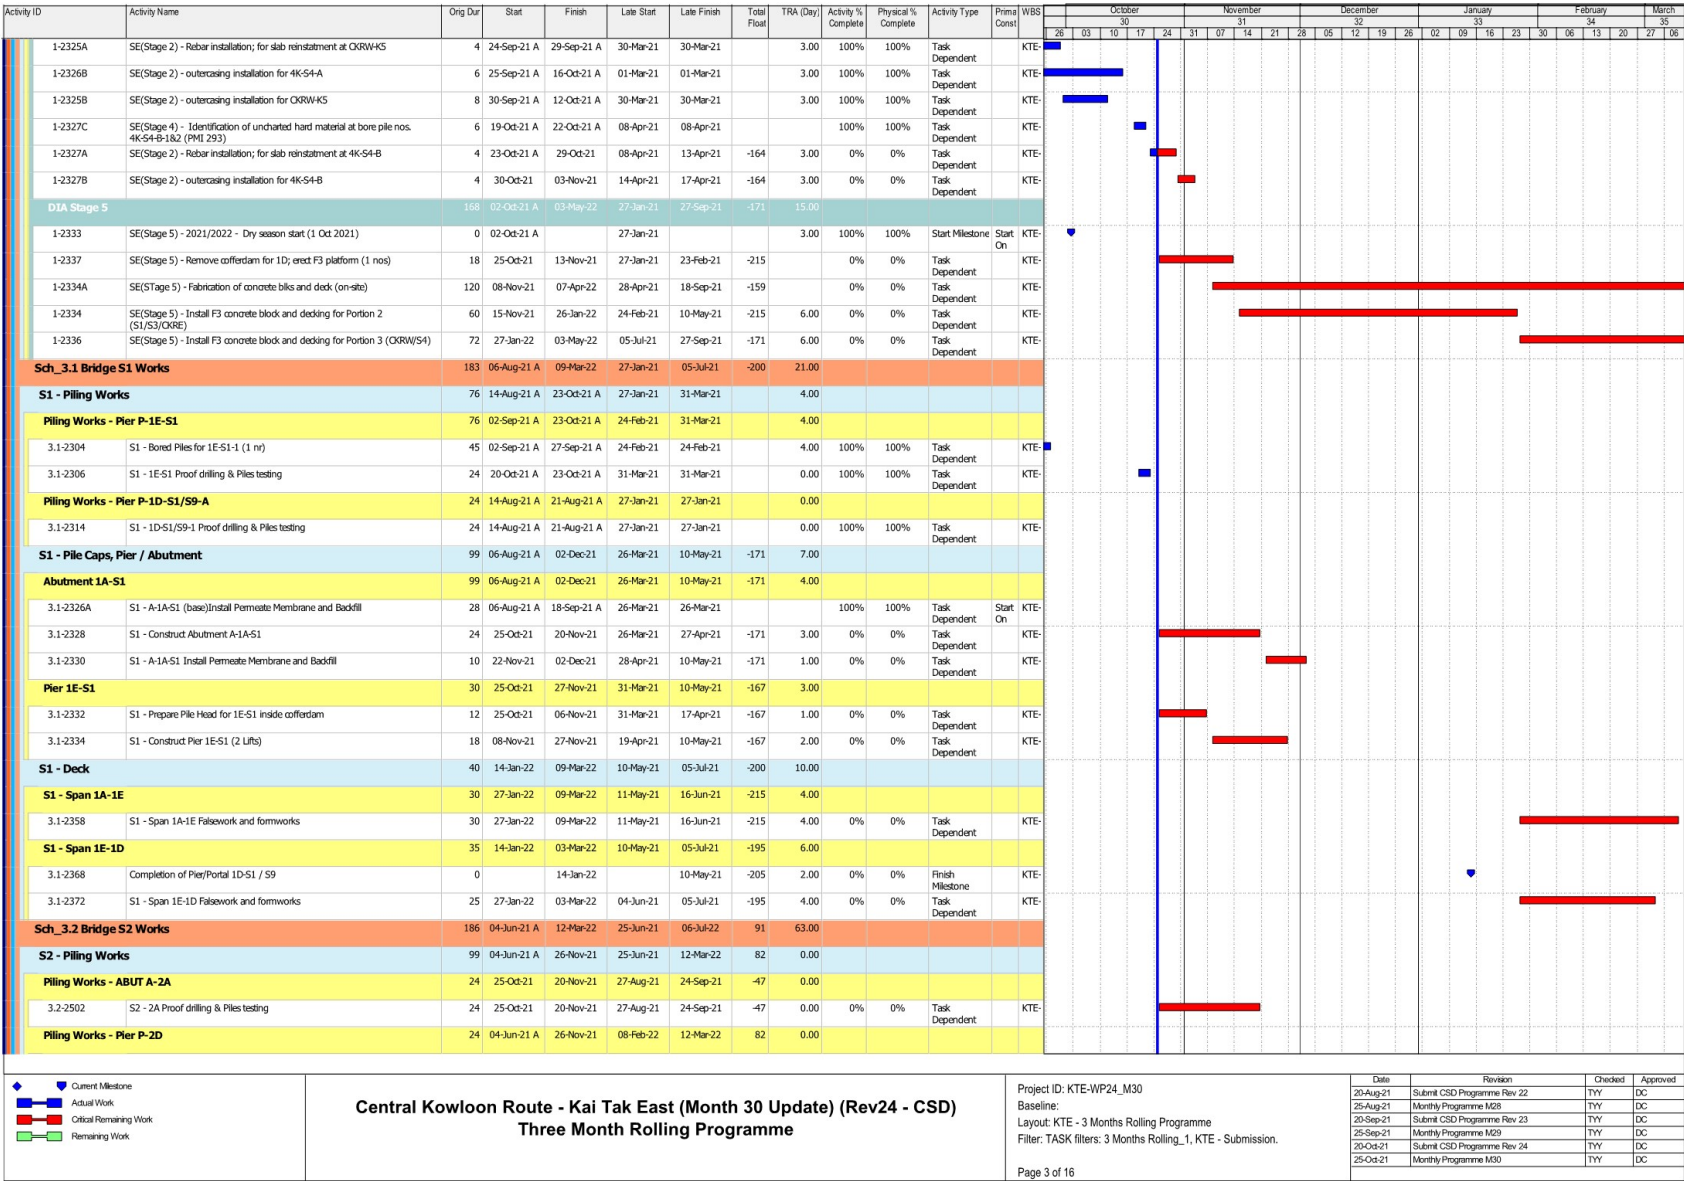 Activity ID Activity Name Orig Dur Start Finish Late Start Late Finish Total Float TRA (Day) Activity % Complete Physical % Complete Activity Type Prima Const WBS October November December January February March
30 31 32 33 34 35
26 03 10 17 24 31 07 14 21 28 05 12 19 26 02 09 16 23 30 06 13 20 27 06
1-2325A SE(Stage 2) - Rebar installation; for slab reinstatment at CKRW-K5 4 24-Sep-21 A 29-Sep-21 A 30-Mar-21 30-Mar-21 3.00 100% 100% Task Dependent KTE-
1-2326B SE(Stage 2) - outercasing installation for 4K-S4-A 6 25-Sep-21 A 16-Oct-21 A 01-Mar-21 01-Mar-21 3.00 100% 100% Task Dependent KTE-
1-2325B SE(Stage 2) - outercasing installation for CKRW-K5 8 30-Sep-21 A 12-Oct-21 A 30-Mar-21 30-Mar-21 3.00 100% 100% Task Dependent KTE-
1-2327C SE(Stage 4) - Identification of uncharted hard material at bore pile nos. 4K-S4-B-1&2 (PMI 293) 6 19-Oct-21 A 22-Oct-21 A 08-Apr-21 08-Apr-21 100% 100% Task Dependent KTE-
1-2327A SE(Stage 2) - Rebar installation; for slab reinstatment at 4K-S4-B 4 23-Oct-21 A 29-Oct-21 08-Apr-21 13-Apr-21 -164 3.00 0% 0% Task Dependent KTE-
1-2327B SE(Stage 2) - outercasing installation for 4K-S4-B 4 30-Oct-21 03-Nov-21 14-Apr-21 17-Apr-21 -164 3.00 0% 0% Task Dependent KTE-
DIA Stage 5 168 02-Oct-21 A 03-May-22 27-Jan-21 27-Sep-21 -171 15.00
1-2333 SE(Stage 5) - 2021/2022 - Dry season start (1 Oct 2021) 0 02-Oct-21 A 27-Jan-21 3.00 100% 100% Start Milestone Start On KTE-
1-2337 SE(Stage 5) - Remove cofferdam for 1D; erect F3 platform (1 nos) 18 25-Oct-21 13-Nov-21 27-Jan-21 23-Feb-21 -215 0% 0% Task Dependent KTE-
1-2334A SE(STage 5) - Fabrication of concrete blks and deck (on-site) 120 08-Nov-21 07-Apr-22 28-Apr-21 18-Sep-21 -159 0% 0% Task Dependent KTE-
1-2334 SE(Stage 5) - Install F3 concrete block and decking for Portion 2 (S1/S3/CKRE) 60 15-Nov-21 26-Jan-22 24-Feb-21 10-May-21 -215 6.00 0% 0% Task Dependent KTE-
1-2336 SE(Stage 5) - Install F3 concrete block and decking for Portion 3 (CKRW/S4) 72 27-Jan-22 03-May-22 05-Jul-21 27-Sep-21 -171 6.00 0% 0% Task Dependent KTE-
Sch_3.1 Bridge S1 Works 183 06-Aug-21 A 09-Mar-22 27-Jan-21 05-Jul-21 -200 21.00
S1 - Piling Works 76 14-Aug-21 A 23-Oct-21 A 27-Jan-21 31-Mar-21 4.00
Piling Works - Pier P-1E-S1 76 02-Sep-21 A 23-Oct-21 A 24-Feb-21 31-Mar-21 4.00
3.1-2304 S1 - Bored Piles for 1E-S1-1 (1 nr) 45 02-Sep-21 A 27-Sep-21 A 24-Feb-21 24-Feb-21 4.00 100% 100% Task Dependent KTE-
3.1-2306 S1 - 1E-S1 Proof drilling & Piles testing 24 20-Oct-21 A 23-Oct-21 A 31-Mar-21 31-Mar-21 0.00 100% 100% Task Dependent KTE-
Piling Works - Pier P-1D-S1/S9-A 24 14-Aug-21 A 21-Aug-21 A 27-Jan-21 27-Jan-21 0.00
3.1-2314 S1 - 1D-S1/S9-1 Proof drilling & Piles testing 24 14-Aug-21 A 21-Aug-21 A 27-Jan-21 27-Jan-21 0.00 100% 100% Task Dependent KTE-
S1 - Pile Caps, Pier / Abutment 99 06-Aug-21 A 02-Dec-21 26-Mar-21 10-May-21 -171 7.00
Abutment 1A-S1 99 06-Aug-21 A 02-Dec-21 26-Mar-21 10-May-21 -171 4.00
3.1-2326A S1 - A-1A-S1 (base)Install Permeate Membrane and Backfill 28 06-Aug-21 A 18-Sep-21 A 26-Mar-21 26-Mar-21 100% 100% Task Dependent Start On KTE-
3.1-2328 S1 - Construct Abutment A-1A-S1 24 25-Oct-21 20-Nov-21 26-Mar-21 27-Apr-21 -171 3.00 0% 0% Task Dependent KTE-
3.1-2330 S1 - A-1A-S1 Install Permeate Membrane and Backfill 10 22-Nov-21 02-Dec-21 28-Apr-21 10-May-21 -171 1.00 0% 0% Task Dependent KTE-
Pier 1E-S1 30 25-Oct-21 27-Nov-21 31-Mar-21 10-May-21 -167 3.00
3.1-2332 S1 - Prepare Pile Head for 1E-S1 inside cofferdam 12 25-Oct-21 06-Nov-21 31-Mar-21 17-Apr-21 -167 1.00 0% 0% Task Dependent KTE-
3.1-2334 S1 - Construct Pier 1E-S1 (2 Lifts) 18 08-Nov-21 27-Nov-21 19-Apr-21 10-May-21 -167 2.00 0% 0% Task Dependent KTE-
S1 - Deck 40 14-Jan-22 09-Mar-22 10-May-21 05-Jul-21 -200 10.00
S1 - Span 1A-1E 30 27-Jan-22 09-Mar-22 11-May-21 16-Jun-21 -215 4.00
3.1-2358 S1 - Span 1A-1E Falsework and formworks 30 27-Jan-22 09-Mar-22 11-May-21 16-Jun-21 -215 4.00 0% 0% Task Dependent KTE-
S1 - Span 1E-1D 35 14-Jan-22 03-Mar-22 10-May-21 05-Jul-21 -195 6.00
3.1-2368 Completion of Pier/Portal 1D-S1 / S9 0 14-Jan-22 10-May-21 -205 2.00 0% 0% Finish Milestone KTE-
3.1-2372 S1 - Span 1E-1D Falsework and formworks 25 27-Jan-22 03-Mar-22 04-Jun-21 05-Jul-21 -195 4.00 0% 0% Task Dependent KTE-
Sch_3.2 Bridge S2 Works 186 04-Jun-21 A 12-Mar-22 25-Jun-21 06-Jul-22 91 63.00
S2 - Piling Works 99 04-Jun-21 A 26-Nov-21 25-Jun-21 12-Mar-22 82 0.00
Piling Works - ABUT A-2A 24 25-Oct-21 20-Nov-21 27-Aug-21 24-Sep-21 -47 0.00
3.2-2502 S2 - 2A Proof drilling & Piles testing 24 25-Oct-21 20-Nov-21 27-Aug-21 24-Sep-21 -47 0.00 0% 0% Task Dependent KTE-
Piling Works - Pier P-2D 24 04-Jun-21 A 26-Nov-21 08-Feb-22 12-Mar-22 82 0.00
Current Milestone
Actual Work
Critical Remaining Work
Remaining Work
Central Kowloon Route - Kai Tak East (Month 30 Update) (Rev24 - CSD)
Three Month Rolling Programme
Project ID: KTE-WP24_M30
Baseline:
Layout: KTE - 3 Months Rolling Programme
Filter: TASK filters: 3 Months Rolling_1, KTE - Submission.
Page 3 of 16
Date Revision Checked Approved
20-Aug-21 Submit CSD Programme Rev 22 TYY DC
25-Aug-21 Monthly Programme M28 TYY DC
20-Sep-21 Submit CSD Programme Rev 23 TYY DC
25-Sep-21 Monthly Programme M29 TYY DC
20-Oct-21 Submit CSD Programme Rev 24 TYY DC
25-Oct-21 Monthly Programme M30 TYY DC